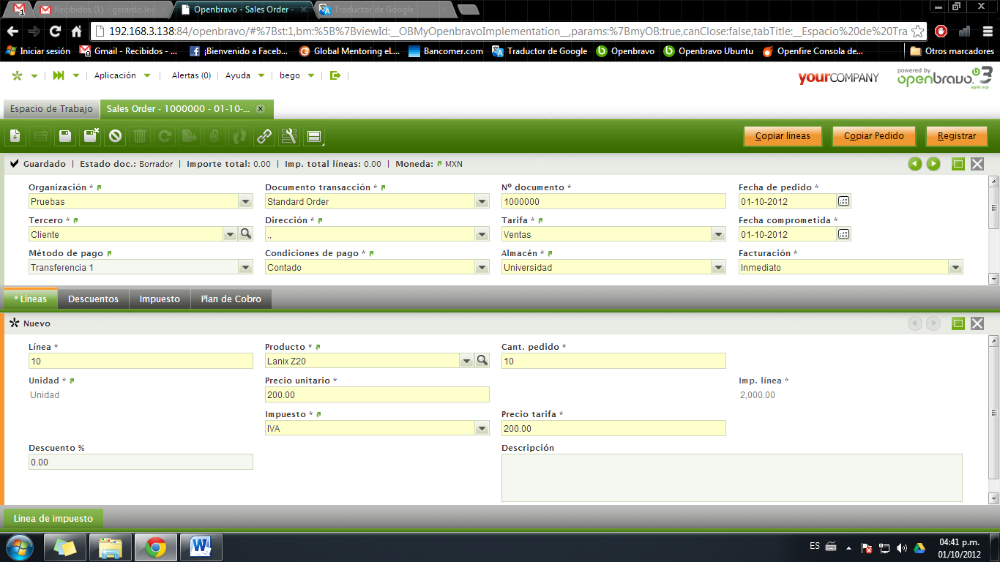 1
Recibidos (1) - gerardo.lop
Openbravo - Sales Order -
Traductor de Google
192.168.3.138:84/openbravo/#%7Bst:1,bm:%5B%7BviewId:__OBMyOpenbravoImplementation__,params:%7BmyOB:true,canClose:false,tabTitle:__Espacio%20de%20Tra
Iniciar sesión
Gmail - Recibidos - ...
¡Bienvenido a Faceb...
Global Mentoring eL...
Bancomer.com
Traductor de Google
Openbravo
Openbravo Ubuntu
Openfire Consola de...
Otros marcadores
Aplicación
Alertas (0)
Ayuda
bego
yourCOMPANY
powered by
openbravo 3
agile erp
Espacio de Trabajo
Sales Order - 1000000 - 01-10-...
Copiar líneas
Copiar Pedido
Registrar
Guardado | Estado doc.: Borrador | Importe total: 0.00 | Imp. total líneas: 0.00 | Moneda: MXN
Organización *
Documento transacción *
Nº documento *
Fecha de pedido *
Pruebas
Standard Order
1000000
01-10-2012
Tercero *
Dirección *
Tarifa *
Fecha comprometida *
Cliente
.,
Ventas
01-10-2012
Método de pago
Condiciones de pago *
Almacén *
Facturación *
Transferencia 1
Contado
Universidad
Inmediato
* Líneas
Descuentos
Impuesto
Plan de Cobro
Nuevo
Línea *
Producto *
Cant. pedido *
10
Lanix Z20
10
Unidad *
Precio unitario *
Imp. línea *
Unidad
200.00
2,000.00
Impuesto *
Precio tarifa *
IVA
200.00
Descuento %
Descripción
0.00
Línea de impuesto
ES
04:41 p.m.
01/10/2012